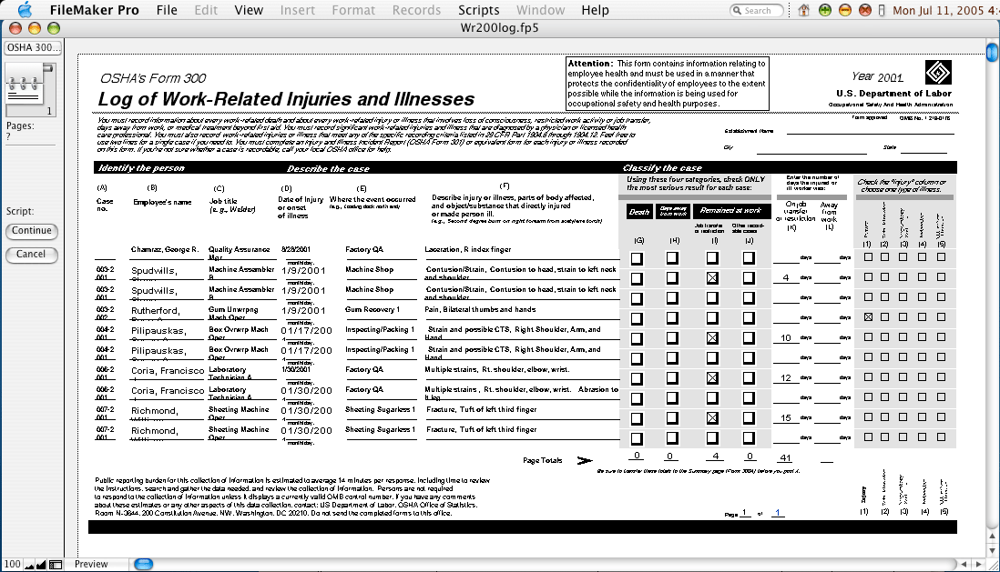 FileMaker Pro File Edit View Insert Format Records Scripts Window Help Search Mon Jul 11, 2005 4:
Wr200log.fp5
OSHA 300...
1
Pages:
?
Script:
Continue
Cancel
OSHA's Form 300
Log of Work-Related Injuries and Illnesses
Attention: This form contains information relating to
employee health and must be used in a manner that
protects the confidentiality of employees to the extent
possible while the information is being used for
occupational safety and health purposes.
Year 2001
U.S. Department of Labor
Occupational Safety And Health Administration
Form approved OMB No. 1218-0176
You must record information about every work-related death and about every work-related injury or illness that involves loss of consciousness, restricted work activity or job transfer,
days away from work, or medical treatment beyond first aid. You must record significant work-related injuries and illness that are diagnosed by a physician or licensed health
care professional. You must also record work-related injuries or illness that meet any of the specific recording criteria listed in 29 CFR Part 1904.8 through 1904.12. Feel free to
use two lines for a single case if you need to. You must complete an Injury and Illness Incident Report (OSHA Form 301) or equivalent form for each injury or illness recorded
on this form. If you're not sure whether a case is recordable, call your local OSHA office for help.
Establishment Name
City State
Identify the person Describe the case Classify the case
(A) (B) (C) (D) (E) (F)
Case no. Employee's name Job title (e.g., Welder) Date of Injury or onset of illness Where the event occurred (e.g., Loading dock north end)
Describe injury or illness, parts of body affected,
and object/substance that directly injured
or made person ill.
(e.g., Second degree burn on right forearm from acetylene torch)
Using these four categories, check ONLY
the most serious result for each case:
Death Days away from work Remained at work
Job transfer or restriction Other record-able cases
(G) (H) (I) (J)
Enter the number of
days the injured or
ill worker was:
On job transfer or restriction (K) Away from work (L)
Check the "injury" column or
choose one type of illness.
(1) (2) (3) (4) (5)
Chamraz, George R. Quality Assurance Mgr 8/28/2001 Factory QA Laceration, R index finger
month/day. days days
003-2 001 Spudwills, Machine Assembler B 1/9/2001 Machine Shop Contusion/Strain, Contusion to head, strain to left neck and shoulder 4
month/day. days days
003-2 001 Spudwills, Machine Assembler B 1/9/2001 Machine Shop Contusion/Strain, Contusion to head, strain to left neck and shoulder
month/day. days days
003-2 002 Rutherford, Gum Unwrpng Mach Oper 1/9/2001 Gum Recovery 1 Pain, Bilateral thumbs and hands
month/day. days days
004-2 001 Pilipauskas, Box Ovrwrp Mach Oper 01/17/200 Inspecting/Packing 1 Strain and possible CTS, Right Shoulder, Arm, and Hand 10
month/day. days days
004-2 001 Pilipauskas, Box Ovrwrp Mach Oper 01/17/200 Inspecting/Packing 1 Strain and possible CTS, Right Shoulder, Arm, and Hand
month/day. days days
006-2 001 Coria, Francisco Laboratory Technician A 1/30/2001 Factory QA Multiple strains, Rt. shoulder, elbow, wrist. 12
month/day. days days
006-2 001 Coria, Francisco Laboratory Technician A 01/30/200 Factory QA Multiple strains, Rt. shoulder, elbow, wrist. Abrasion to
month/day. days days
007-2 001 Richmond, Sheeting Machine Oper 01/30/200 Sheeting Sugarless 1 Fracture, Tuft of left third finger 15
month/day. days days
007-2 001 Richmond, Sheeting Machine Oper 01/30/200 Sheeting Sugarless 1 Fracture, Tuft of left third finger
month/day. days days
Page Totals 0 0 4 0 41
Be sure to transfer these totals to the Summary page (Form 300A) before you post it.
Public reporting burden for this collection of information is estimated to average 14 minutes per response, including time to review
the instructions, search and gather the data needed, and review the collection of information. Persons are not required
to respond to the collection of information unless it displays a currently valid OMB control number. If you have any comments
about these estimates or any other aspects of this data collection, contact: US Department of Labor, OSHA Office of Statistics,
Room N-3644, 200 Constitution Avenue, NW, Washington, DC 20210. Do not send the completed forms to this office.
Page 1 of 1
Injury
(1) (2) (3) (4) (5)
100 Preview